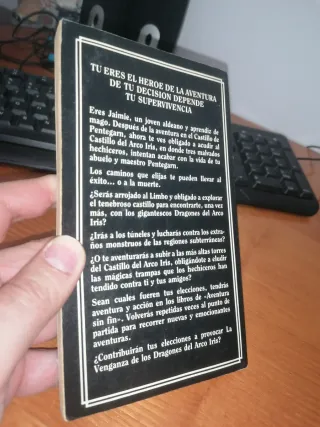 TU ERES EL HEROE DE LA AVENTURA
DE TU DECISION DEPENDE
TU SUPERVIVENCIA
Eres Jaimie, un joven aldeano y aprendiz de
mago. Después de la aventura en el Castillo de
Pentegarn, ahora te ves obligado a acudir al
Castillo del Arco Iris, en donde tres malvados
hechiceros, intentan acabar con la vida de tu
abuelo y maestro Pentegarn.
Los caminos que elijas te pueden llevar al
éxito... o a la muerte.
¿Serás arrojado al Limbo y obligado a explorar
el tenebroso castillo para encontrarte, una vez
más, con los gigantescos Dragones del Arco
Iris?
¿Irás a los túneles y lucharás contra los extra-
ños monstruos de las regiones subterráneas?
¿O te aventurarás a subir a las más altas torres
del Castillo del Arco Iris, obligándote a eludir
las mágicas trampas que los hechiceros han
tendido contra ti y tus amigos?
Sean cuales fueren tus elecciones, tendrás
aventura y acción en los libros de «Aventura
sin fin». Volverás repetidas veces al punto de
partida para recorrer nuevas y emocionantes
aventuras.
¿Contribuirán tus elecciones a provocar La
Venganza de los Dragones del Arco Iris?